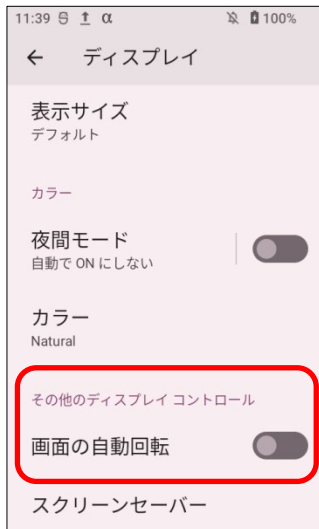 11:39 α 100%
← ディスプレイ
表示サイズ
デフォルト
カラー
夜間モード
自動で ON にしない
カラー
Natural
その他のディスプレイ コントロール
画面の自動回転
スクリーンセーバー